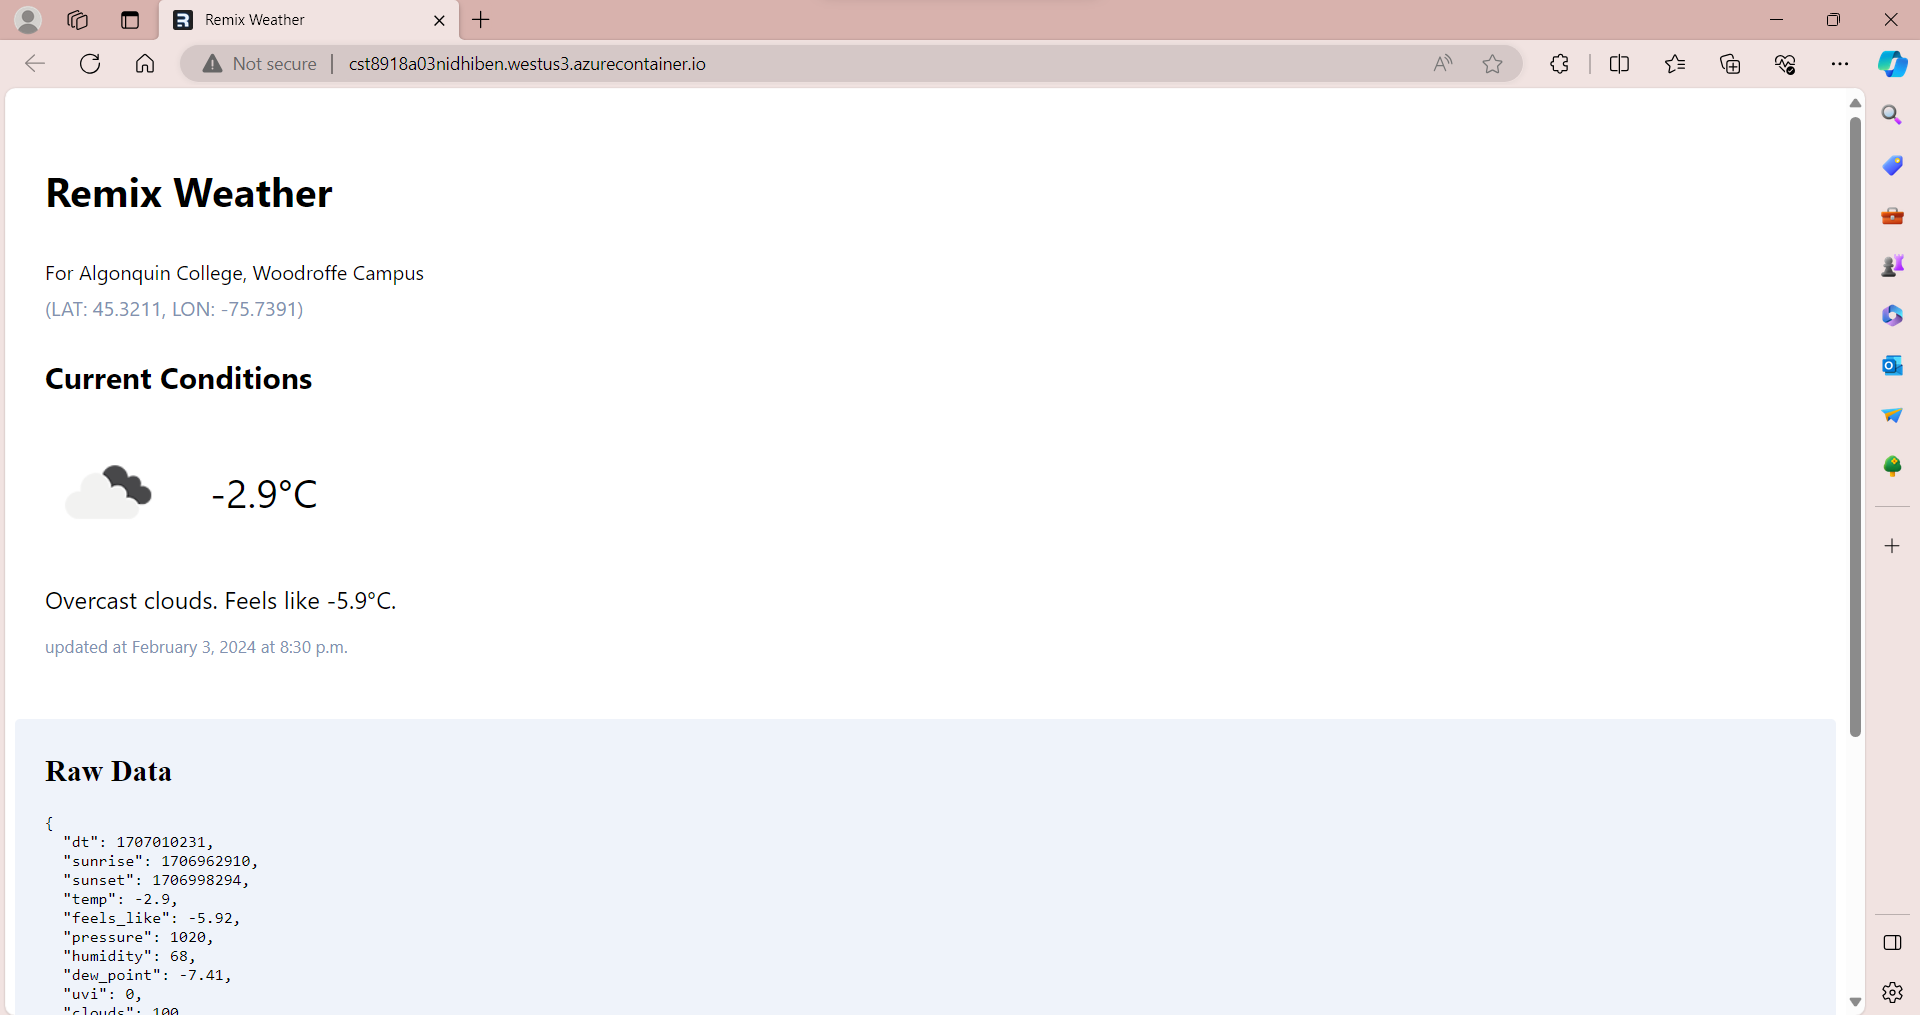 Remix Weather
Not secure
cst8918a03nidhiben.westus3.azurecontainer.io
Remix Weather
For Algonquin College, Woodroffe Campus
(LAT: 45.3211, LON: -75.7391)
Current Conditions
-2.9°C
Overcast clouds. Feels like -5.9°C.
updated at February 3, 2024 at 8:30 p.m.
Raw Data
{
"dt": 1707010231,
"sunrise": 1706962910,
"sunset": 1706998294,
"temp": -2.9,
"feels_like": -5.92,
"pressure": 1020,
"humidity": 68,
"dew_point": -7.41,
"uvi": 0,
"clouds": 100